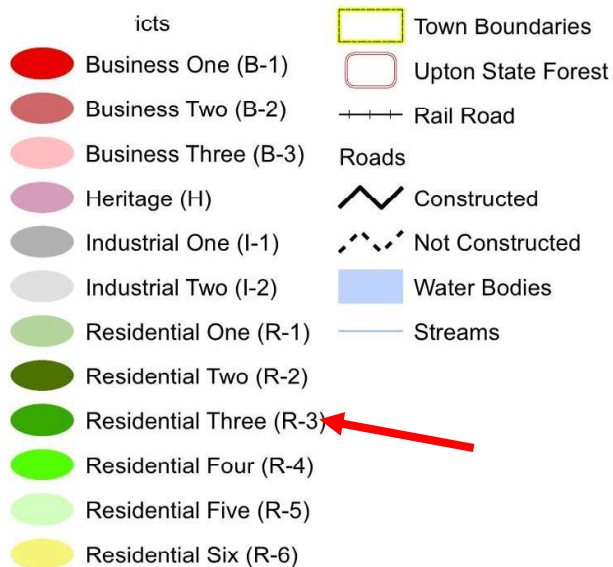 icts
Business One (B-1)
Business Two (B-2)
Business Three (B-3)
Heritage (H)
Industrial One (I-1)
Industrial Two (I-2)
Residential One (R-1)
Residential Two (R-2)
Residential Three (R-3)
Residential Four (R-4)
Residential Five (R-5)
Residential Six (R-6)
Town Boundaries
Upton State Forest
Rail Road
Roads
Constructed
Not Constructed
Water Bodies
Streams